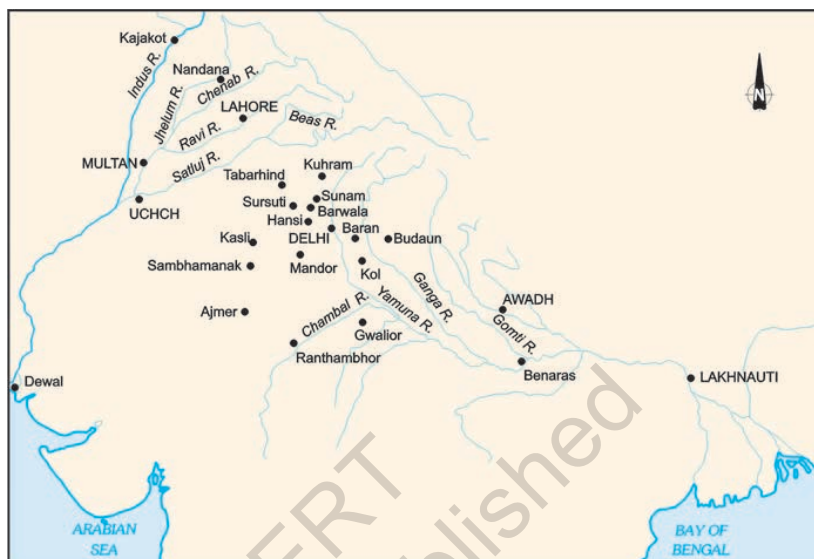 Kajakot
Indus R.
Nandana
Jhelum R.
Chenab R.
LAHORE
Ravi R.
Beas R.
MULTAN
Satluj R.
Kuhram
Tabarhind
UCHCH
Sursuti
Sunam
Barwala
Hansi
Kasli
DELHI
Baran
Budaun
Sambhamanak
Mandor
Kol
Ajmer
Chambal R.
Yamuna R.
Ganga R.
AWADH
Gomti R.
Gwalior
Ranthambhor
Benaras
Dewal
LAKHNAUTI
N
ARABIAN
SEA
BAY OF
BENGAL